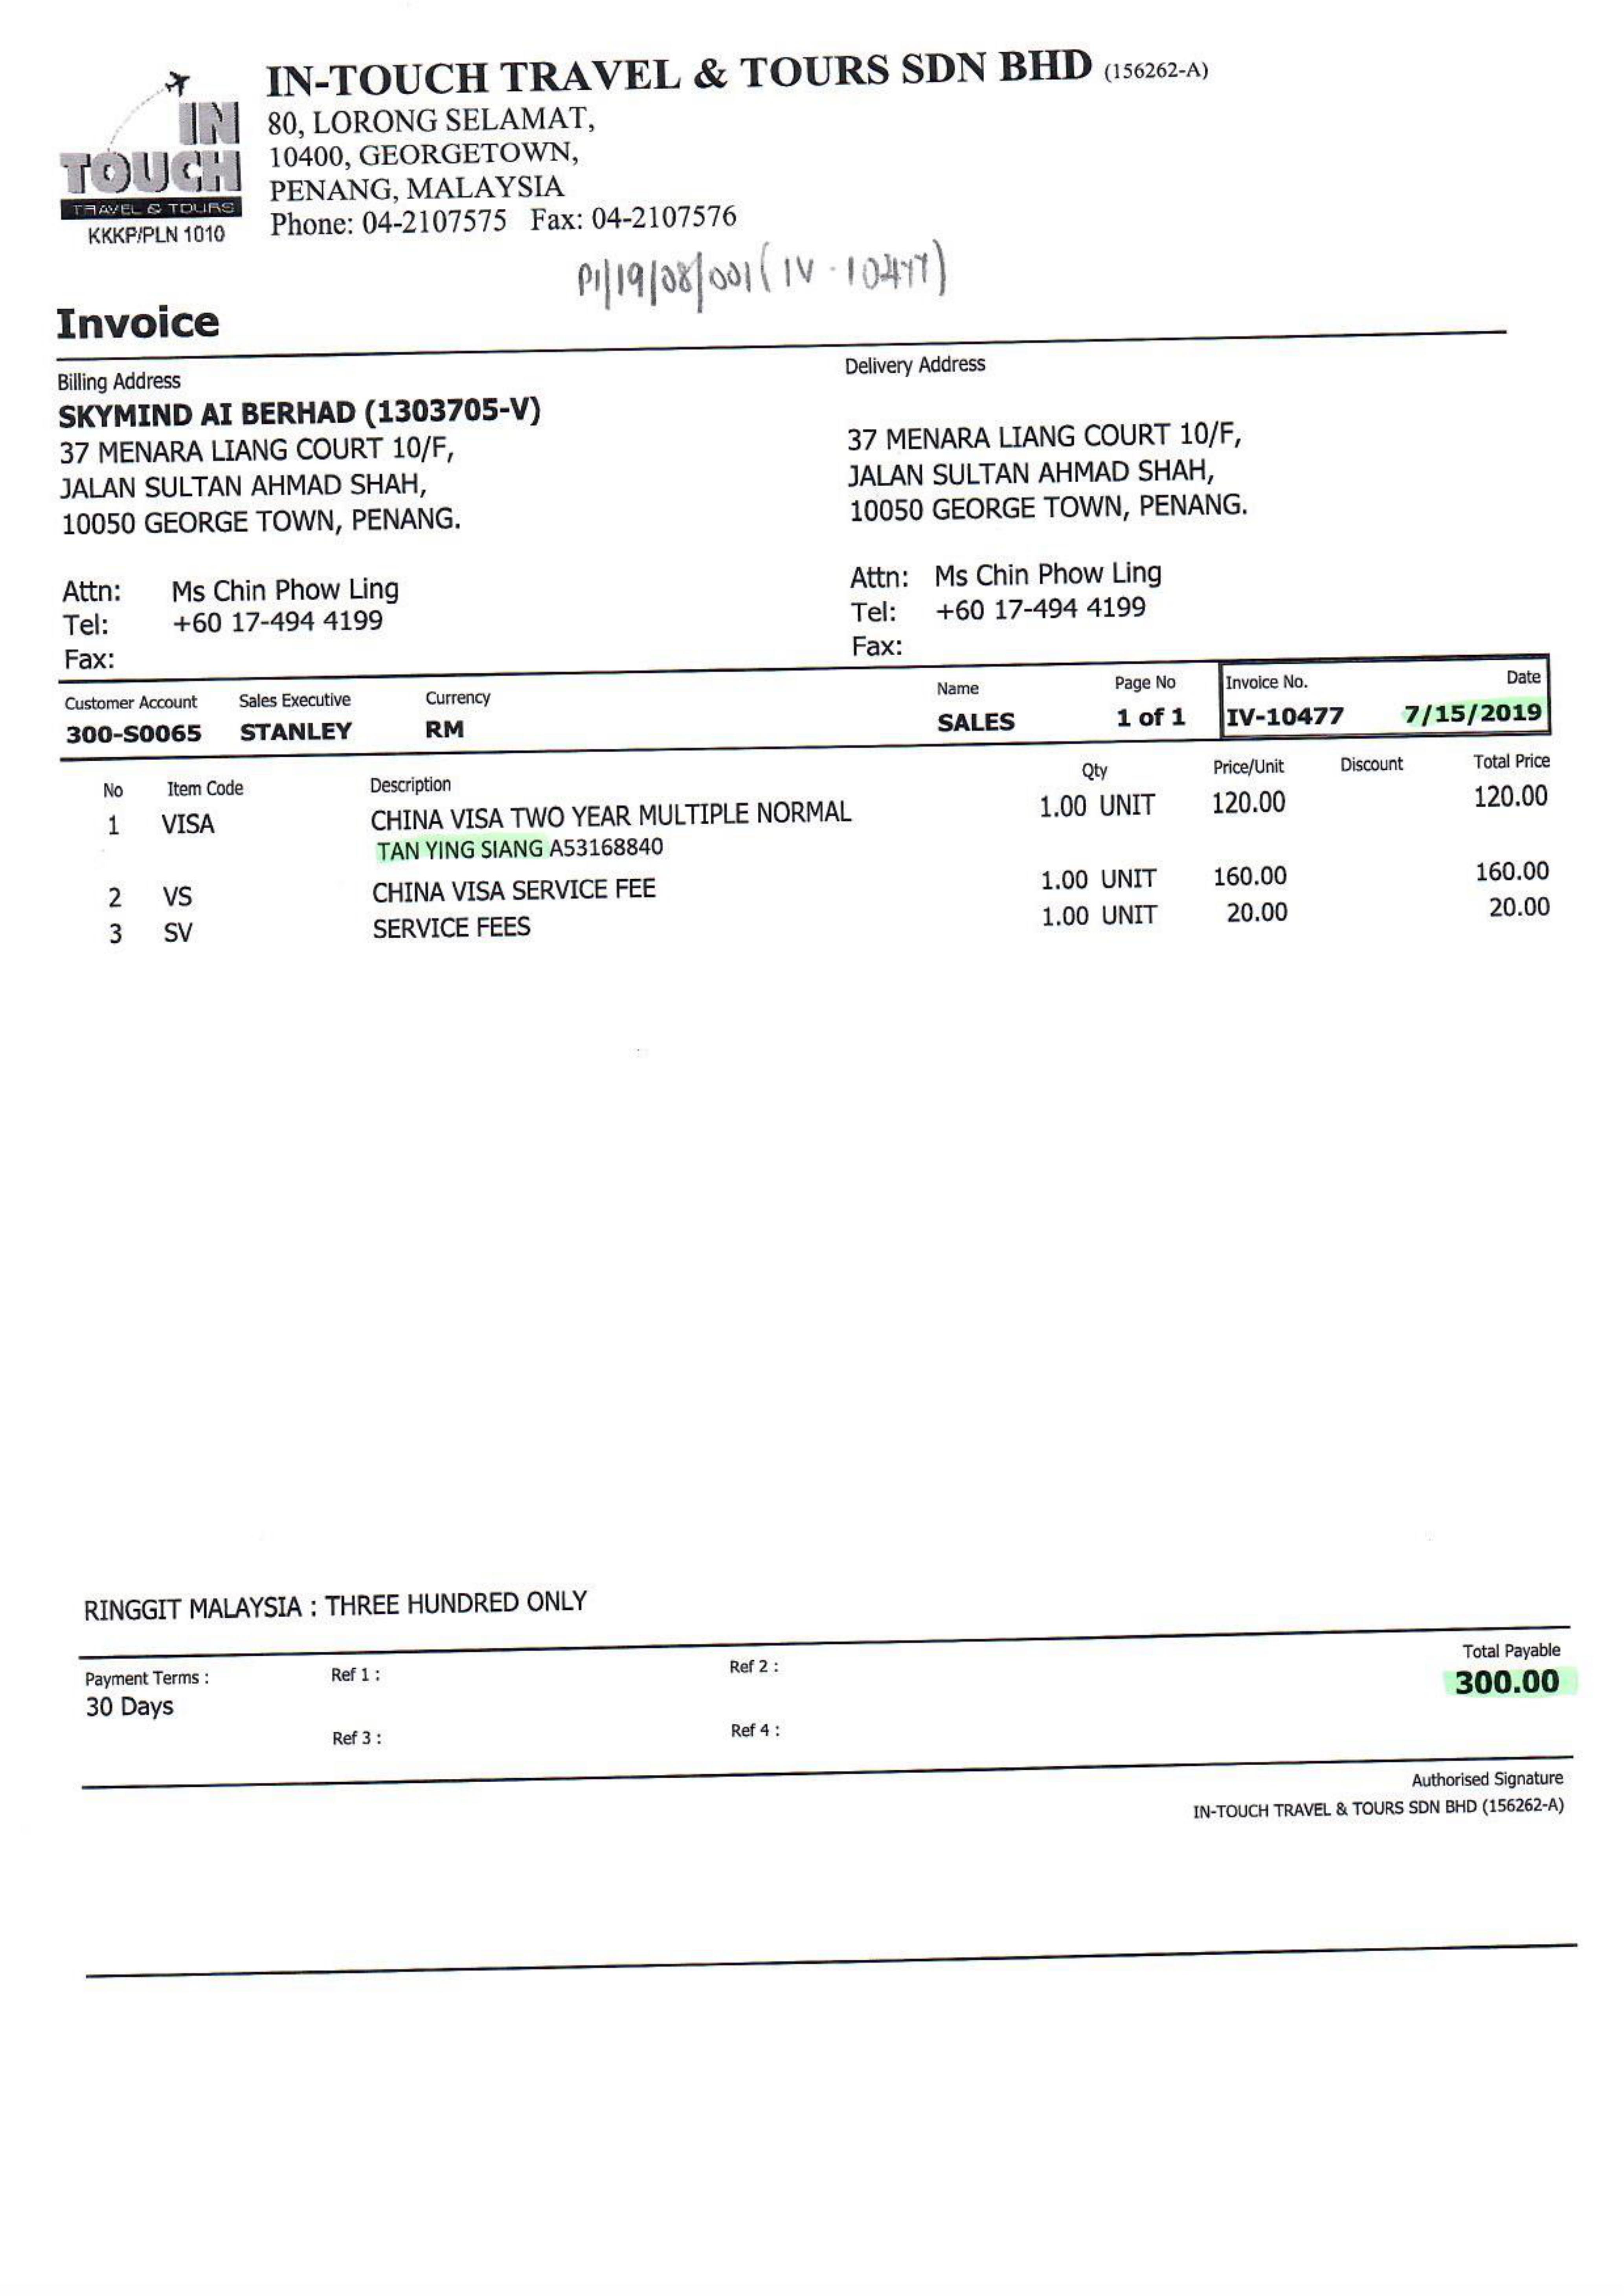 IN-TOUCH TRAVEL & TOURS SDN BHD (156262-A)
80, LORONG SELAMAT,
10400, GEORGETOWN,
PENANG, MALAYSIA
Phone: 04-2107575 Fax: 04-2107576
IN
TOUCH
TRAVEL & TOURS
KKKP/PLN 1010
PI/19/08/001 (IV-10477)
Invoice
Billing Address
SKYMIND AI BERHAD (1303705-V)
37 MENARA LIANG COURT 10/F,
JALAN SULTAN AHMAD SHAH,
10050 GEORGE TOWN, PENANG.
Attn: Ms Chin Phow Ling
Tel: +60 17-494 4199
Fax:
Delivery Address
37 MENARA LIANG COURT 10/F,
JALAN SULTAN AHMAD SHAH,
10050 GEORGE TOWN, PENANG.
Attn: Ms Chin Phow Ling
Tel: +60 17-494 4199
Fax:
Customer Account Sales Executive Currency Name Page No Invoice No. Date
300-S0065 STANLEY RM SALES 1 of 1 IV-10477 7/15/2019
No Item Code Description Qty Price/Unit Discount Total Price
1 VISA CHINA VISA TWO YEAR MULTIPLE NORMAL 1.00 UNIT 120.00 120.00
TAN YING SIANG A53168840
2 VS CHINA VISA SERVICE FEE 1.00 UNIT 160.00 160.00
3 SV SERVICE FEES 1.00 UNIT 20.00 20.00
RINGGIT MALAYSIA : THREE HUNDRED ONLY
Payment Terms : Ref 1 : Ref 2 : Total Payable
30 Days 300.00
Ref 3 : Ref 4 :
Authorised Signature
IN-TOUCH TRAVEL & TOURS SDN BHD (156262-A)